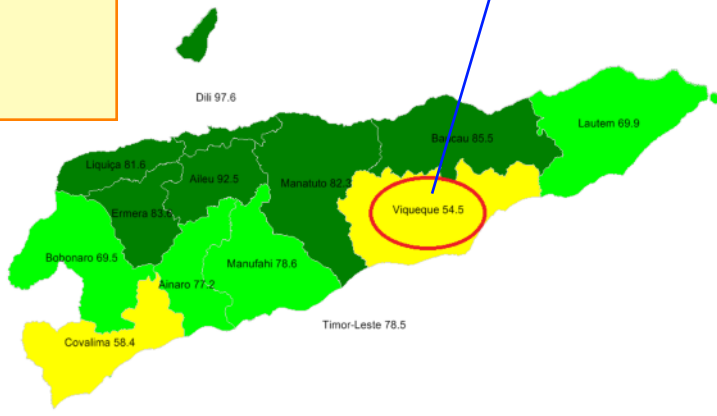 Dili 97.6
Lautem 69.9
Baucau 85.5
Liquiça 81.6
Aileu 92.5
Manatuto 82.3
Ermera 83.6
Viqueque 54.5
Bobonaro 69.5
Manufahi 78.6
Ainaro 77.2
Timor-Leste 78.5
Covalima 58.4